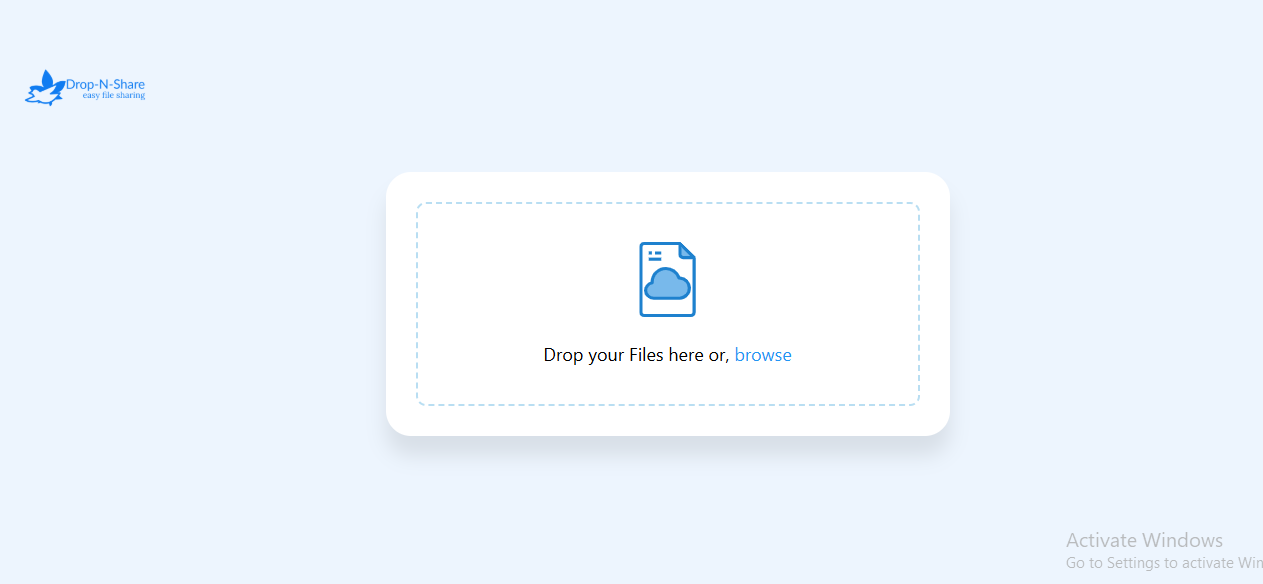 Drop-N-Share
easy file sharing
Drop your Files here or, browse
Activate Windows
Go to Settings to activate Win